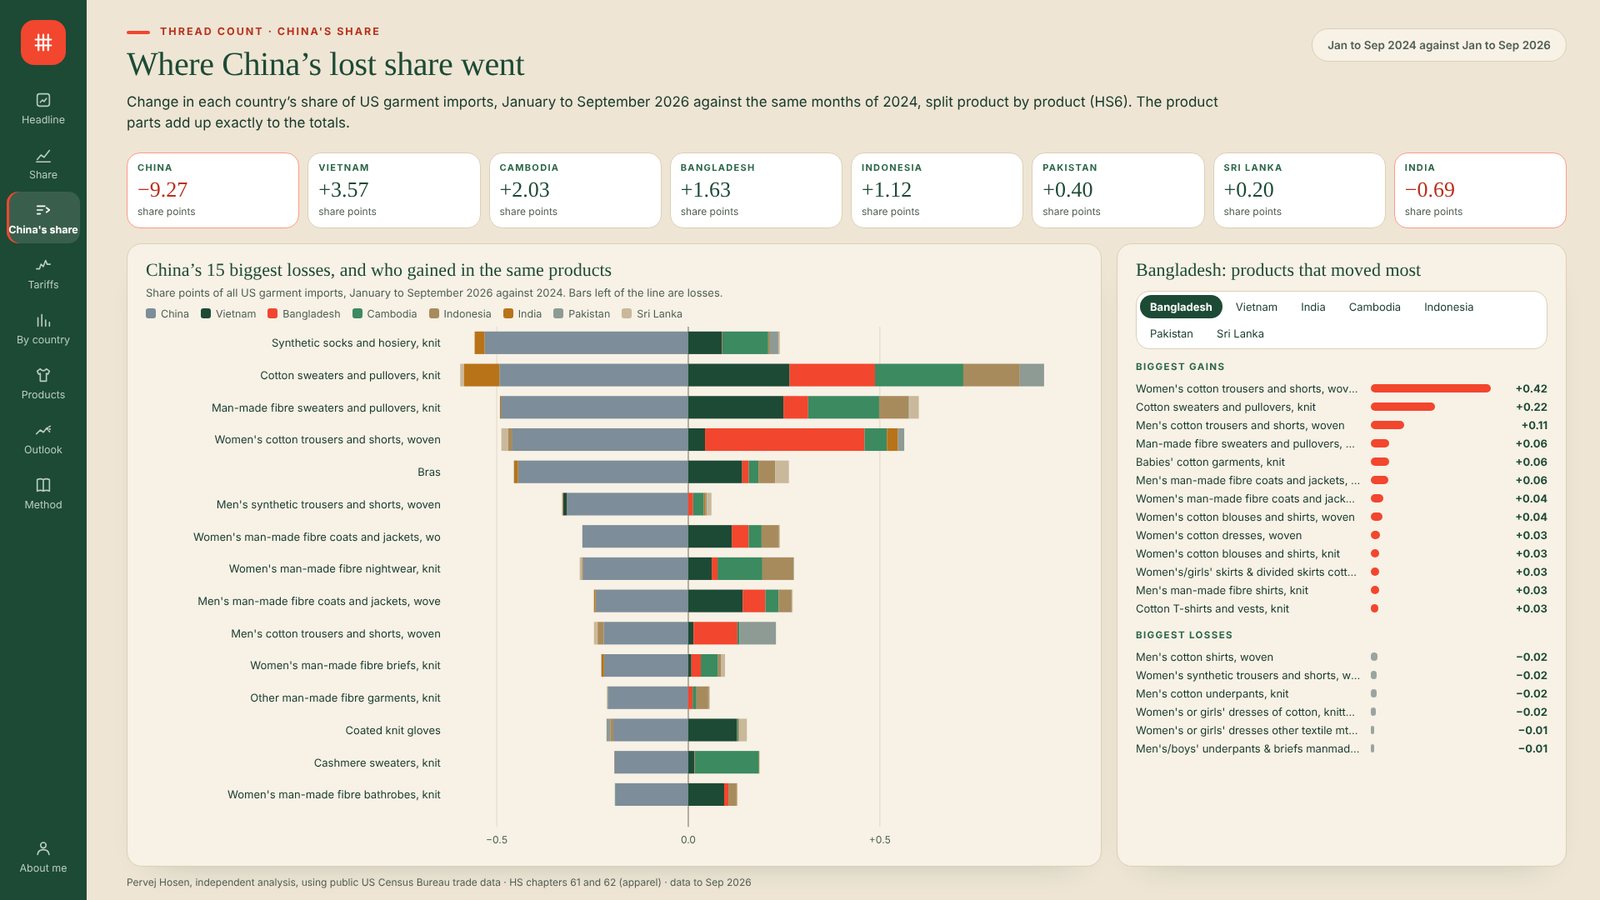 THREAD COUNT · CHINA'S SHARE
Where China’s lost share went
Jan to Sep 2024 against Jan to Sep 2026
Change in each country’s share of US garment imports, January to September 2026 against the same months of 2024, split product by product (HS6). The product
parts add up exactly to the totals.
Headline
Share
China's share
Tariffs
By country
Products
Outlook
Method
About me
CHINA
−9.27
share points
VIETNAM
+3.57
share points
CAMBODIA
+2.03
share points
BANGLADESH
+1.63
share points
INDONESIA
+1.12
share points
PAKISTAN
+0.40
share points
SRI LANKA
+0.20
share points
INDIA
−0.69
share points
China’s 15 biggest losses, and who gained in the same products
Share points of all US garment imports, January to September 2026 against 2024. Bars left of the line are losses.
China Vietnam Bangladesh Cambodia Indonesia India Pakistan Sri Lanka
Synthetic socks and hosiery, knit
Cotton sweaters and pullovers, knit
Man-made fibre sweaters and pullovers, knit
Women's cotton trousers and shorts, woven
Bras
Men's synthetic trousers and shorts, woven
Women's man-made fibre coats and jackets, wo
Women's man-made fibre nightwear, knit
Men's man-made fibre coats and jackets, wove
Men's cotton trousers and shorts, woven
Women's man-made fibre briefs, knit
Other man-made fibre garments, knit
Coated knit gloves
Cashmere sweaters, knit
Women's man-made fibre bathrobes, knit
−0.5 0.0 +0.5
Bangladesh: products that moved most
Bangladesh Vietnam India Cambodia Indonesia
Pakistan Sri Lanka
BIGGEST GAINS
Women's cotton trousers and shorts, wov... +0.42
Cotton sweaters and pullovers, knit +0.22
Men's cotton trousers and shorts, woven +0.11
Man-made fibre sweaters and pullovers, ... +0.06
Babies' cotton garments, knit +0.06
Men's man-made fibre coats and jackets, ... +0.06
Women's man-made fibre coats and jack... +0.04
Women's cotton blouses and shirts, woven +0.04
Women's cotton dresses, woven +0.03
Women's cotton blouses and shirts, knit +0.03
Women's/girls' skirts & divided skirts cott... +0.03
Men's man-made fibre shirts, knit +0.03
Cotton T-shirts and vests, knit +0.03
BIGGEST LOSSES
Men's cotton shirts, woven −0.02
Women's synthetic trousers and shorts, w... −0.02
Men's cotton underpants, knit −0.02
Women's or girls' dresses of cotton, knitt... −0.02
Women's or girls' dresses other textile mt... −0.01
Men's/boys' underpants & briefs manmad... −0.01
Pervej Hosen, independent analysis, using public US Census Bureau trade data · HS chapters 61 and 62 (apparel) · data to Sep 2026